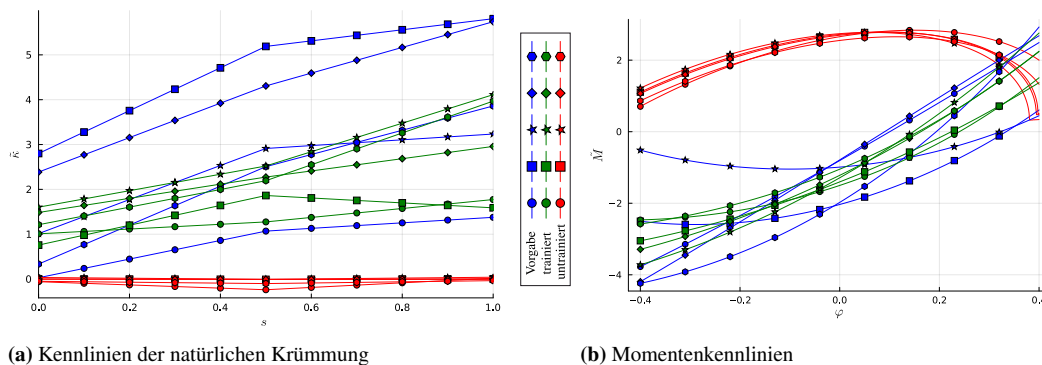 5
4
3
2
1
0
κ̃
0.0
0.2
0.4
0.6
0.8
1.0
s
Vorgabe
trainiert
untrainiert
2
0
−2
−4
M̃
−0.4
−0.2
0.0
0.2
0.4
φ
(a) Kennlinien der natürlichen Krümmung
(b) Momentenkennlinien